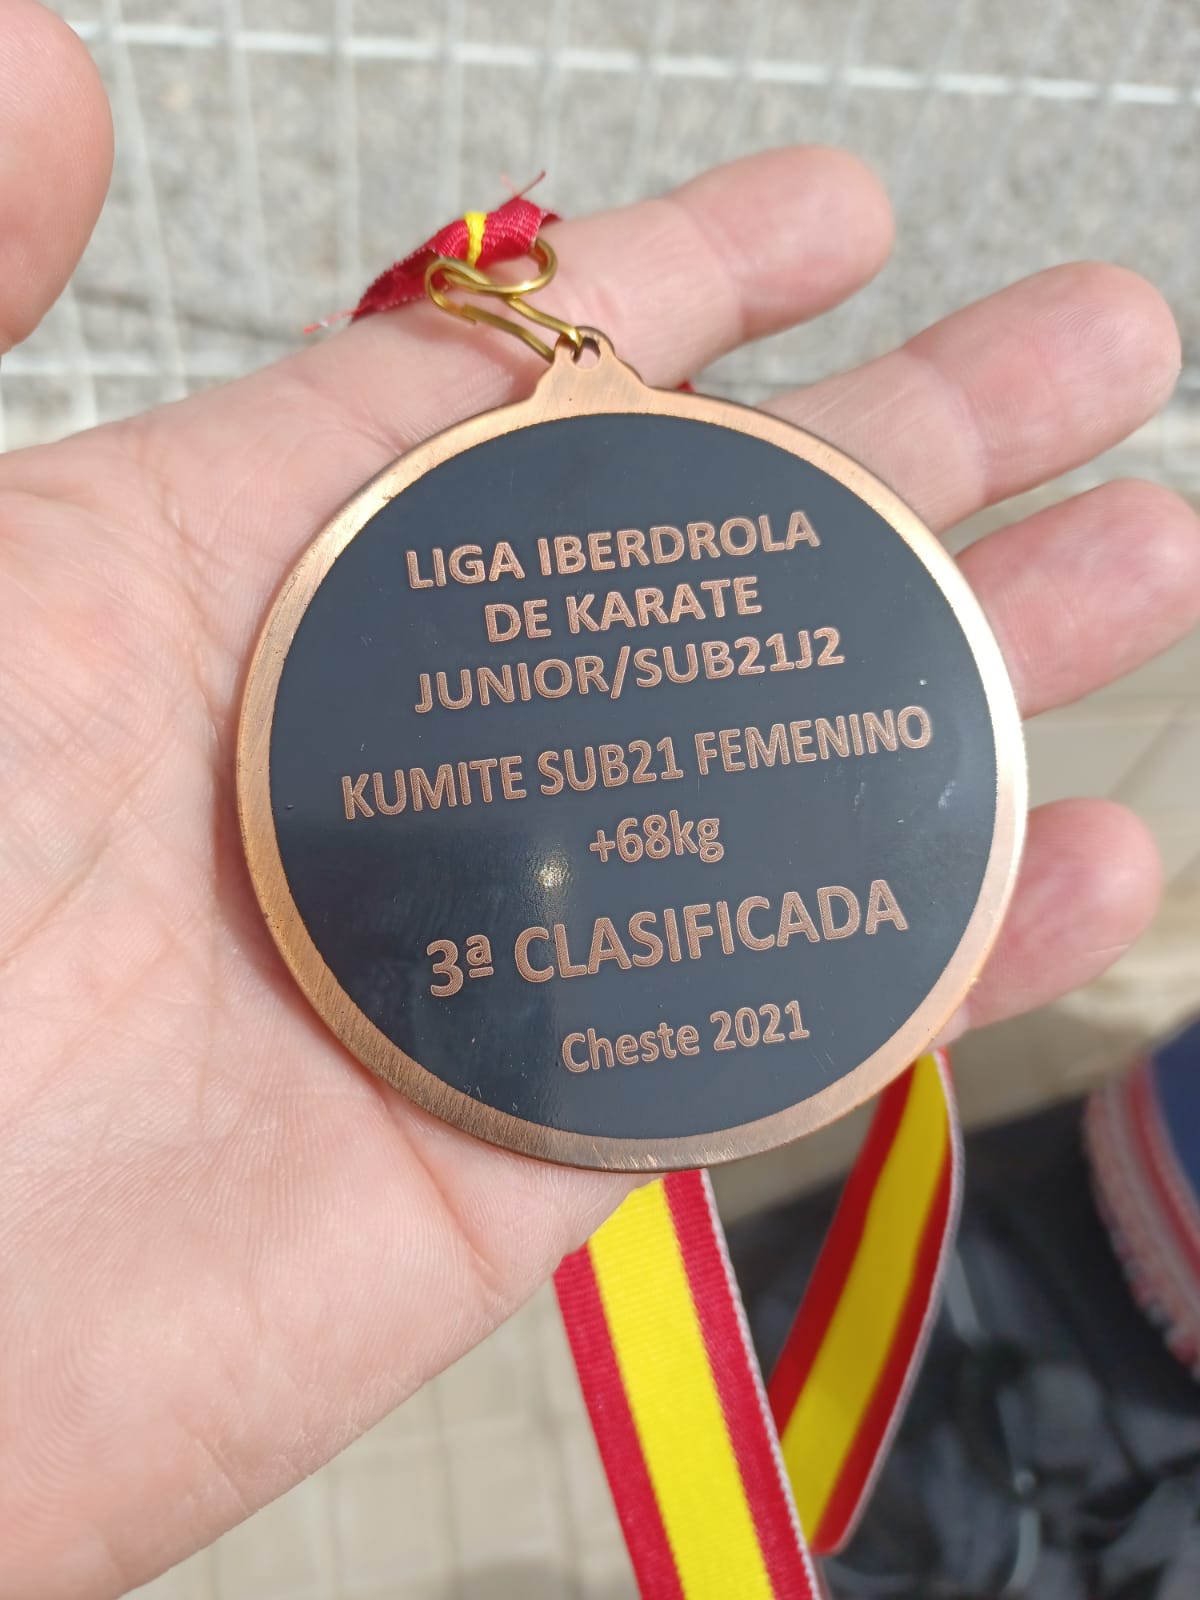 LIGA IBERDROLA
DE KARATE
JUNIOR/SUB21J2
KUMITE SUB21 FEMENINO
+68kg
3ª CLASIFICADA
Cheste 2021